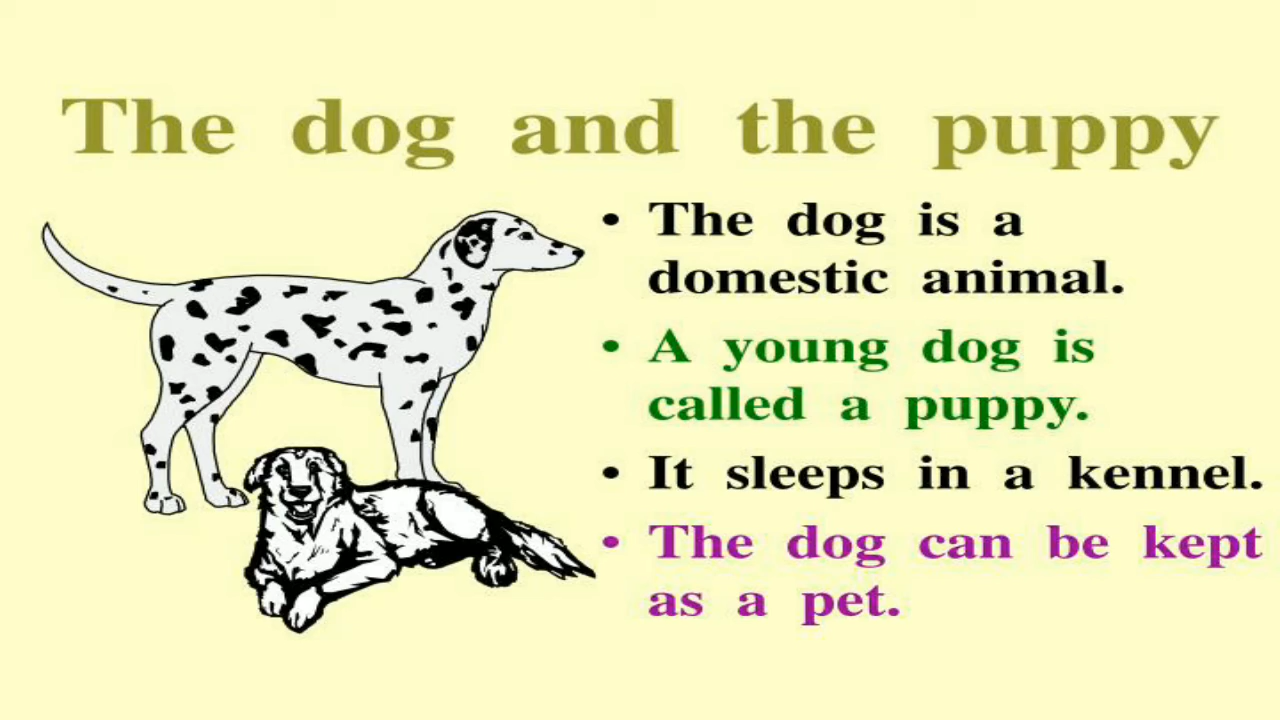 The dog and the puppy
• The dog is a
domestic animal.
• A young dog is
called a puppy.
• It sleeps in a kennel.
• The dog can be kept
as a pet.